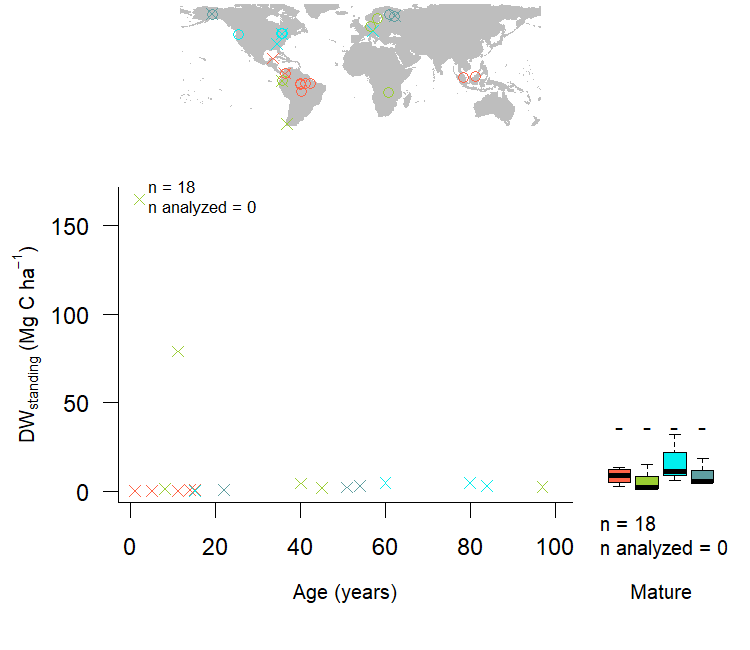 n = 18
n analyzed = 0
150
100
50
0
DWstanding (Mg C ha−1)
0 20 40 60 80 100
Age (years)
- - - -
n = 18
n analyzed = 0
Mature